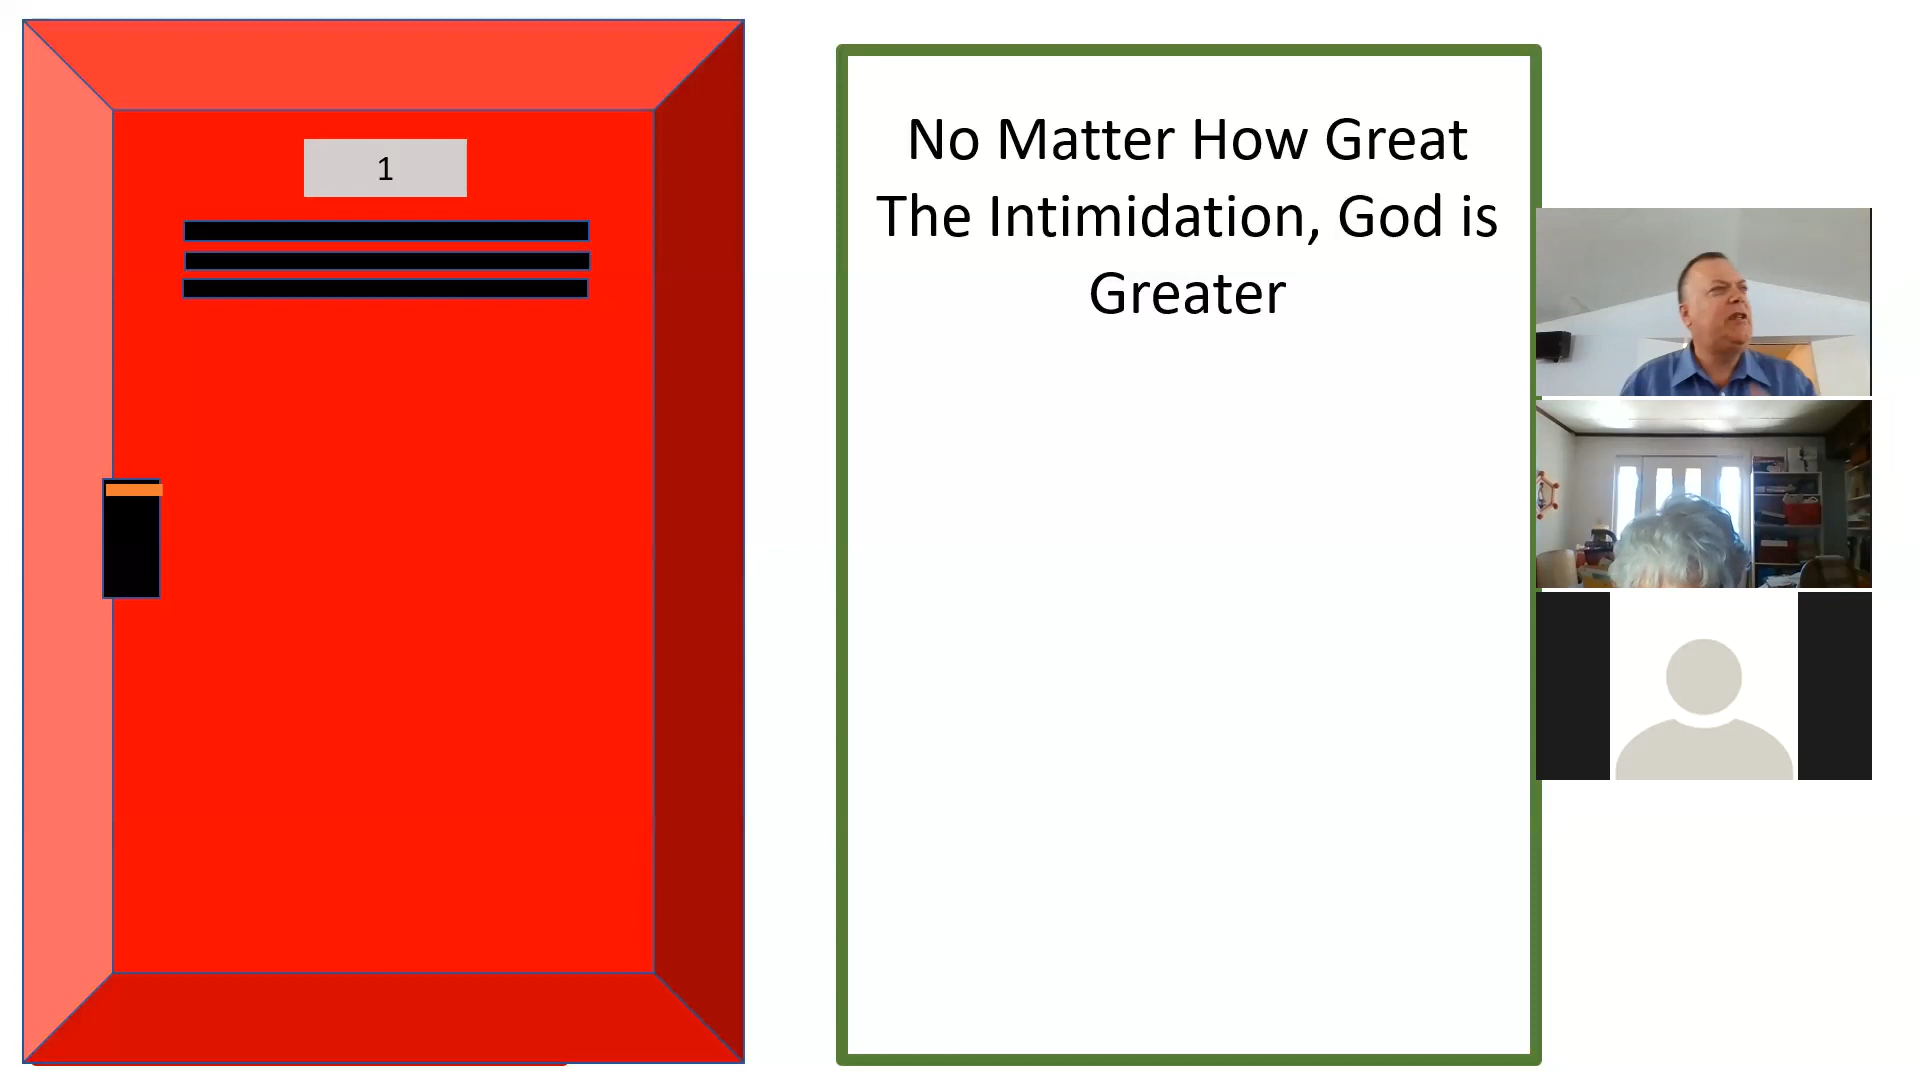 1
No Matter How Great
The Intimidation, God is
Greater